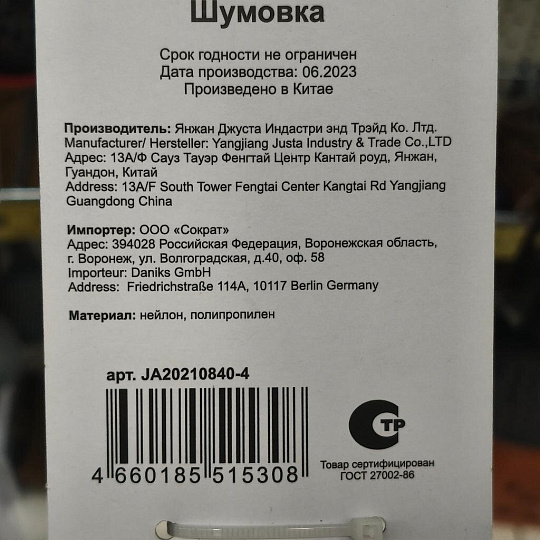 Шумовка
Срок годности не ограничен
Дата производства: 06.2023
Произведено в Китае
Производитель: Янжан Джуста Индастри энд Трэйд Ко. Лтд.
Manufacturer/ Hersteller: Yangjiang Justa Industry & Trade Co.,LTD
Адрес: 13А/Ф Сауз Тауэр Фенгтай Центр Кантай роуд, Янжан,
Гуандон, Китай
Address: 13A/F South Tower Fengtai Center Kangtai Rd Yangjiang
Guangdong China
Импортер: ООО «Сократ»
Адрес: 394028 Российская Федерация, Воронежская область,
г. Воронеж, ул. Волгоградская, д.40, оф. 58
Importeur: Daniks GmbH
Address: Friedrichstraße 114A, 10117 Berlin Germany
Материал: нейлон, полипропилен
арт. JA20210840-4
4 660185 515308
СТР
Товар сертифицирован
ГОСТ 27002-86